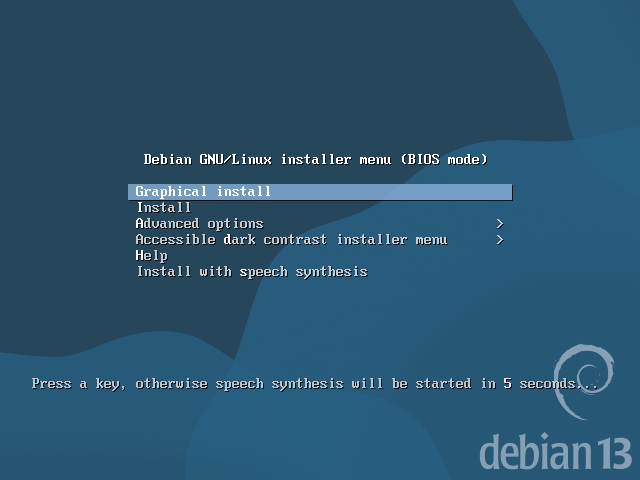 Debian GNU/Linux installer menu (BIOS mode)
Graphical install
Install
Advanced options >
Accessible dark contrast installer menu >
Help
Install with speech synthesis
Press a key, otherwise speech synthesis will be started in 5 seconds...
debian 13